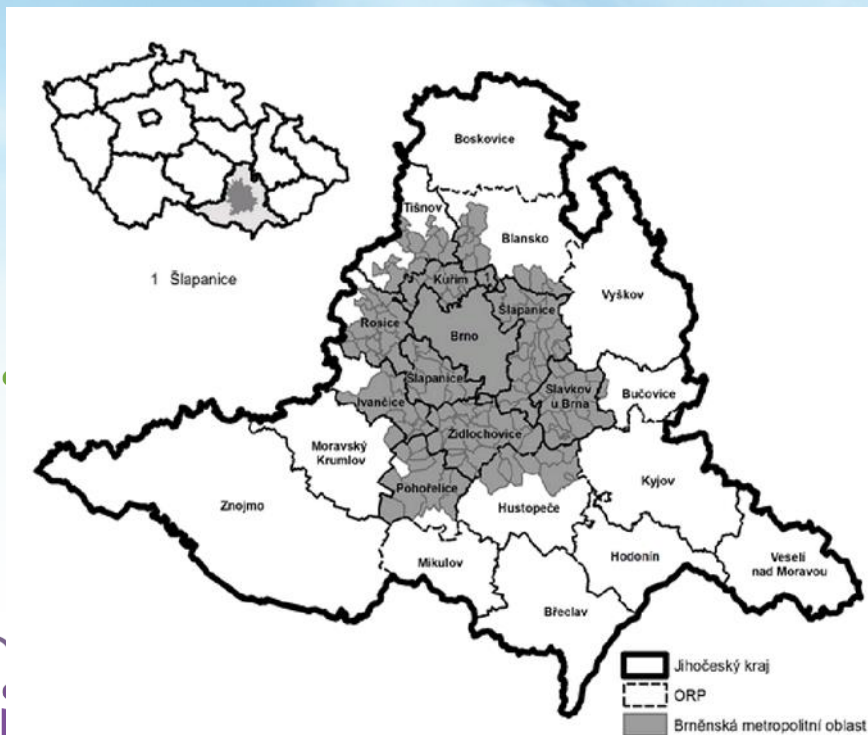 Boskovice
Tišnov
Blansko
1 Šlapanice
Kuřim
1
Vyškov
Šlapanice
Rosice
Brno
Šlapanice
Slavkov
u Brna
Bučovice
Ivančice
Židlochovice
Moravský
Krumlov
Kyjov
Pohořelice
Znojmo
Hustopeče
Hodonín
Veselí
nad Moravou
Mikulov
Břeclav
Jihočeský kraj
ORP
Brněnská metropolitní oblast